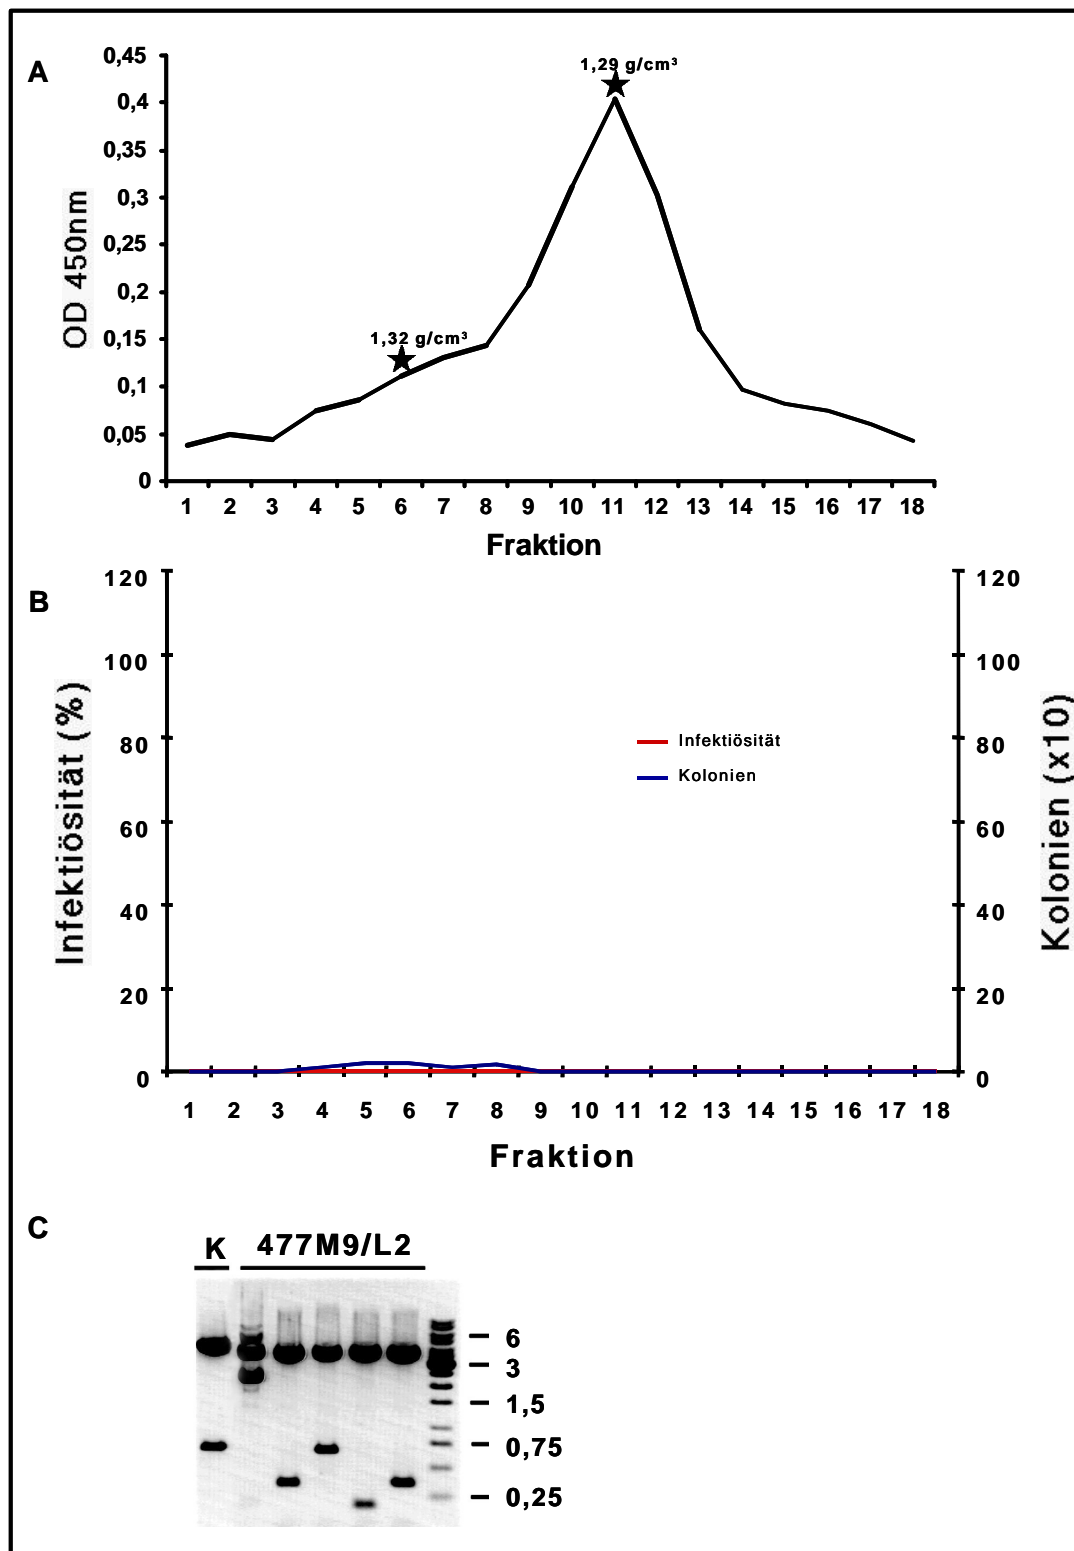 A
0,45
0,4
0,35
0,3
0,25
0,2
0,15
0,1
0,05
0
OD 450nm
1,29 g/cm³
1,32 g/cm³
1 2 3 4 5 6 7 8 9 10 11 12 13 14 15 16 17 18
Fraktion
B
120
100
80
60
40
20
0
Infektiösität (%)
Infektiösität
Kolonien
120
100
80
60
40
20
0
Kolonien (x10)
1 2 3 4 5 6 7 8 9 10 11 12 13 14 15 16 17 18
Fraktion
C
K 477M9/L2
6
3
1,5
0,75
0,25